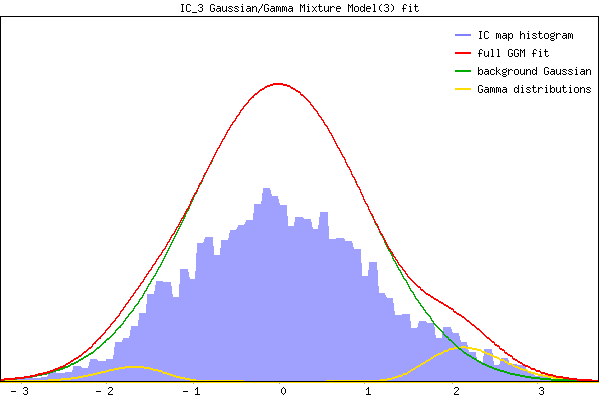 IC_3 Gaussian/Gamma Mixture Model(3) fit
IC map histogram
full GGM fit
background Gaussian
Gamma distributions
- 3 - 2 - 1 0 1 2 3